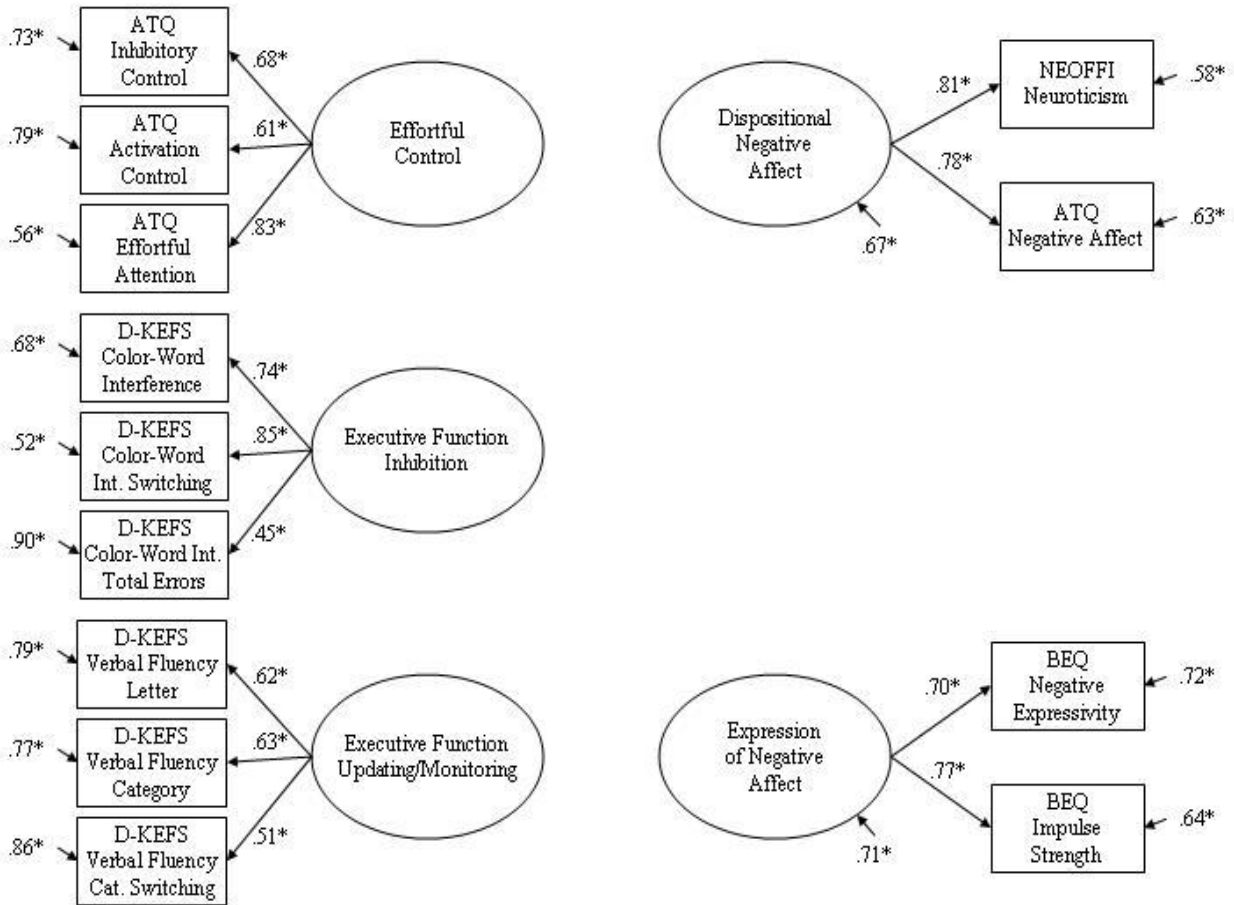 .73*
ATQ
Inhibitory
Control
.68*
.79*
ATQ
Activation
Control
.61*
.56*
ATQ
Effortful
Attention
.83*
Effortful
Control
Dispositional
Negative
Affect
.67*
.81*
NEOFFI
Neuroticism
.58*
.78*
ATQ
Negative Affect
.63*
.68*
D-KEFS
Color-Word
Interference
.74*
.52*
D-KEFS
Color-Word
Int. Switching
.85*
.90*
D-KEFS
Color-Word Int.
Total Errors
.45*
Executive Function
Inhibition
.79*
D-KEFS
Verbal Fluency
Letter
.62*
.77*
D-KEFS
Verbal Fluency
Category
.63*
.86*
D-KEFS
Verbal Fluency
Cat. Switching
.51*
Executive Function
Updating/Monitoring
Expression
of Negative
Affect
.71*
.70*
BEQ
Negative
Expressivity
.72*
.77*
BEQ
Impulse
Strength
.64*